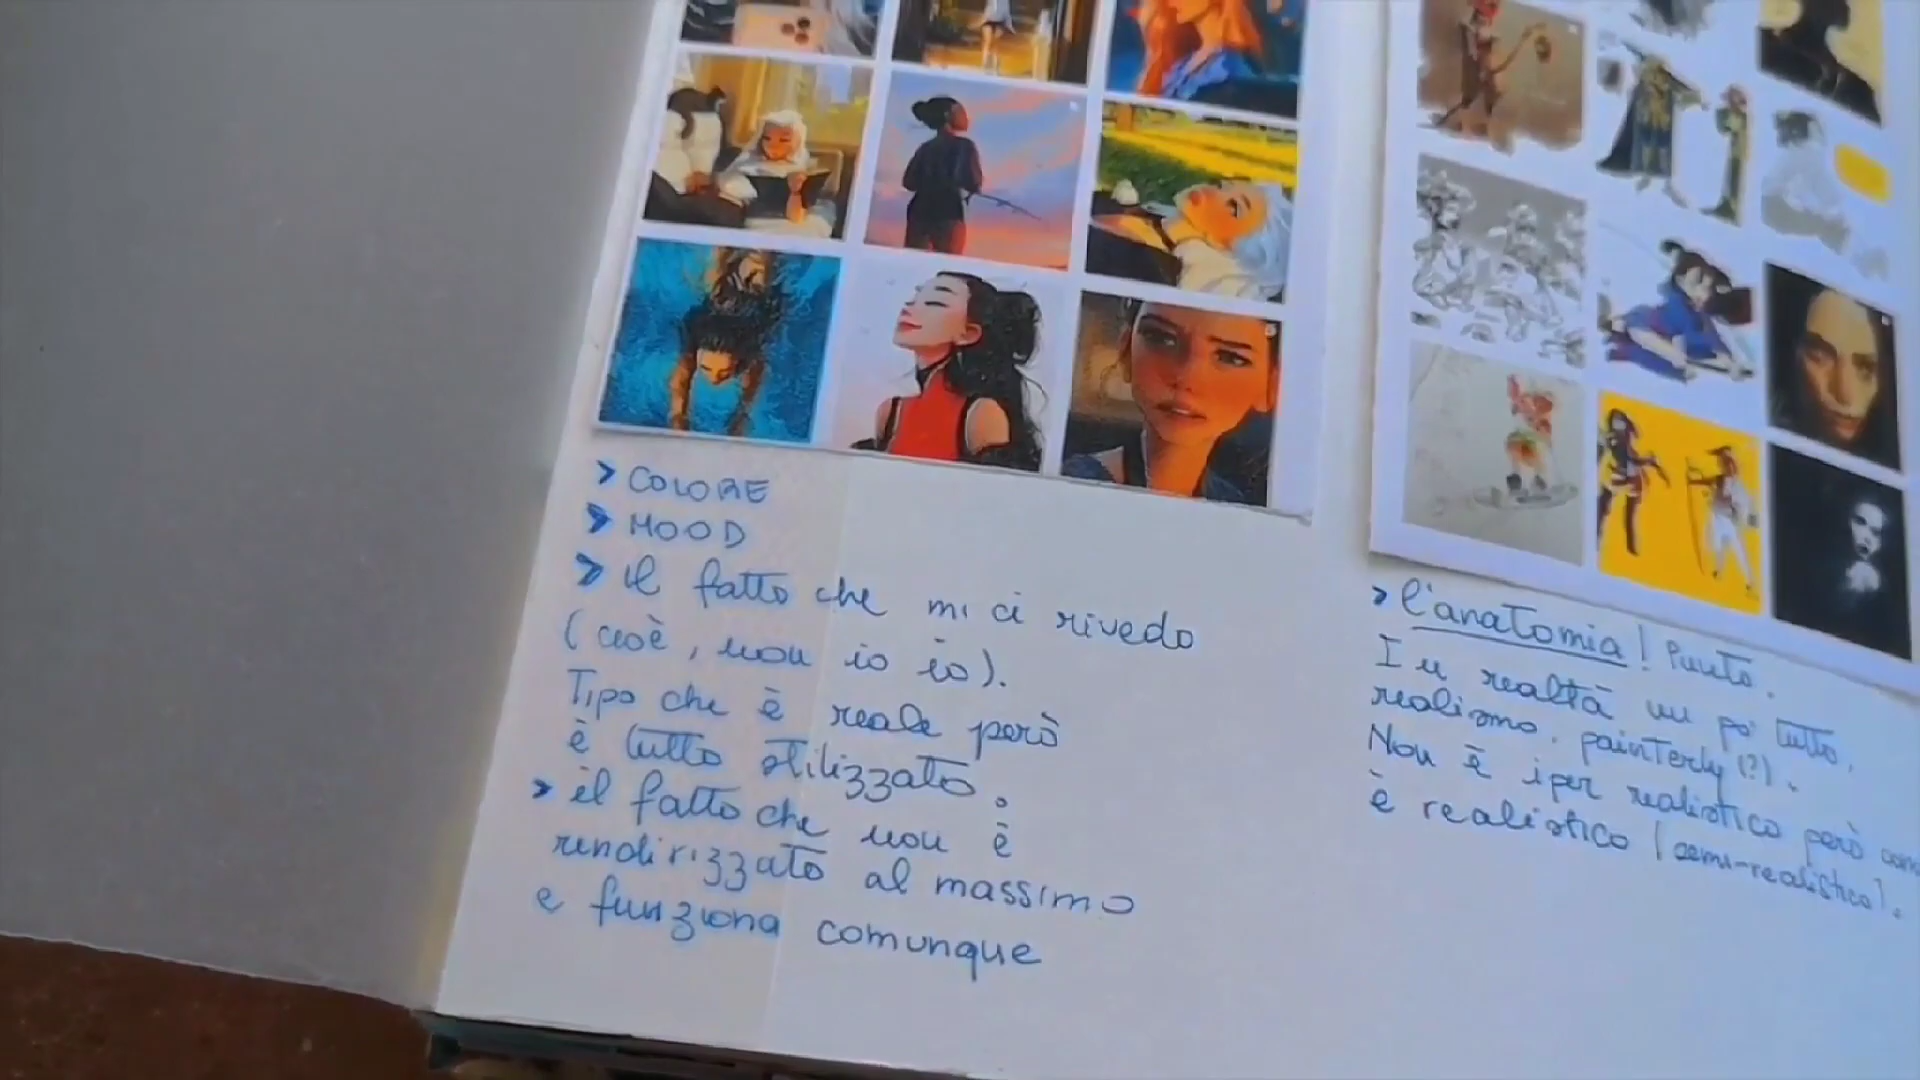 > COLORE
> MOOD
> il fatto che mi ci rivedo
(cioè, non io io).
Tipo che è reale però
è tutto stilizzato.
> il fatto che non è
rendirizzato al massimo
e funziona comunque
> l'anatomia! Punto.
In realtà un po' tutto,
realismo, painterly (?).
Non è iper realistico però
è realistico (semi-realistico).